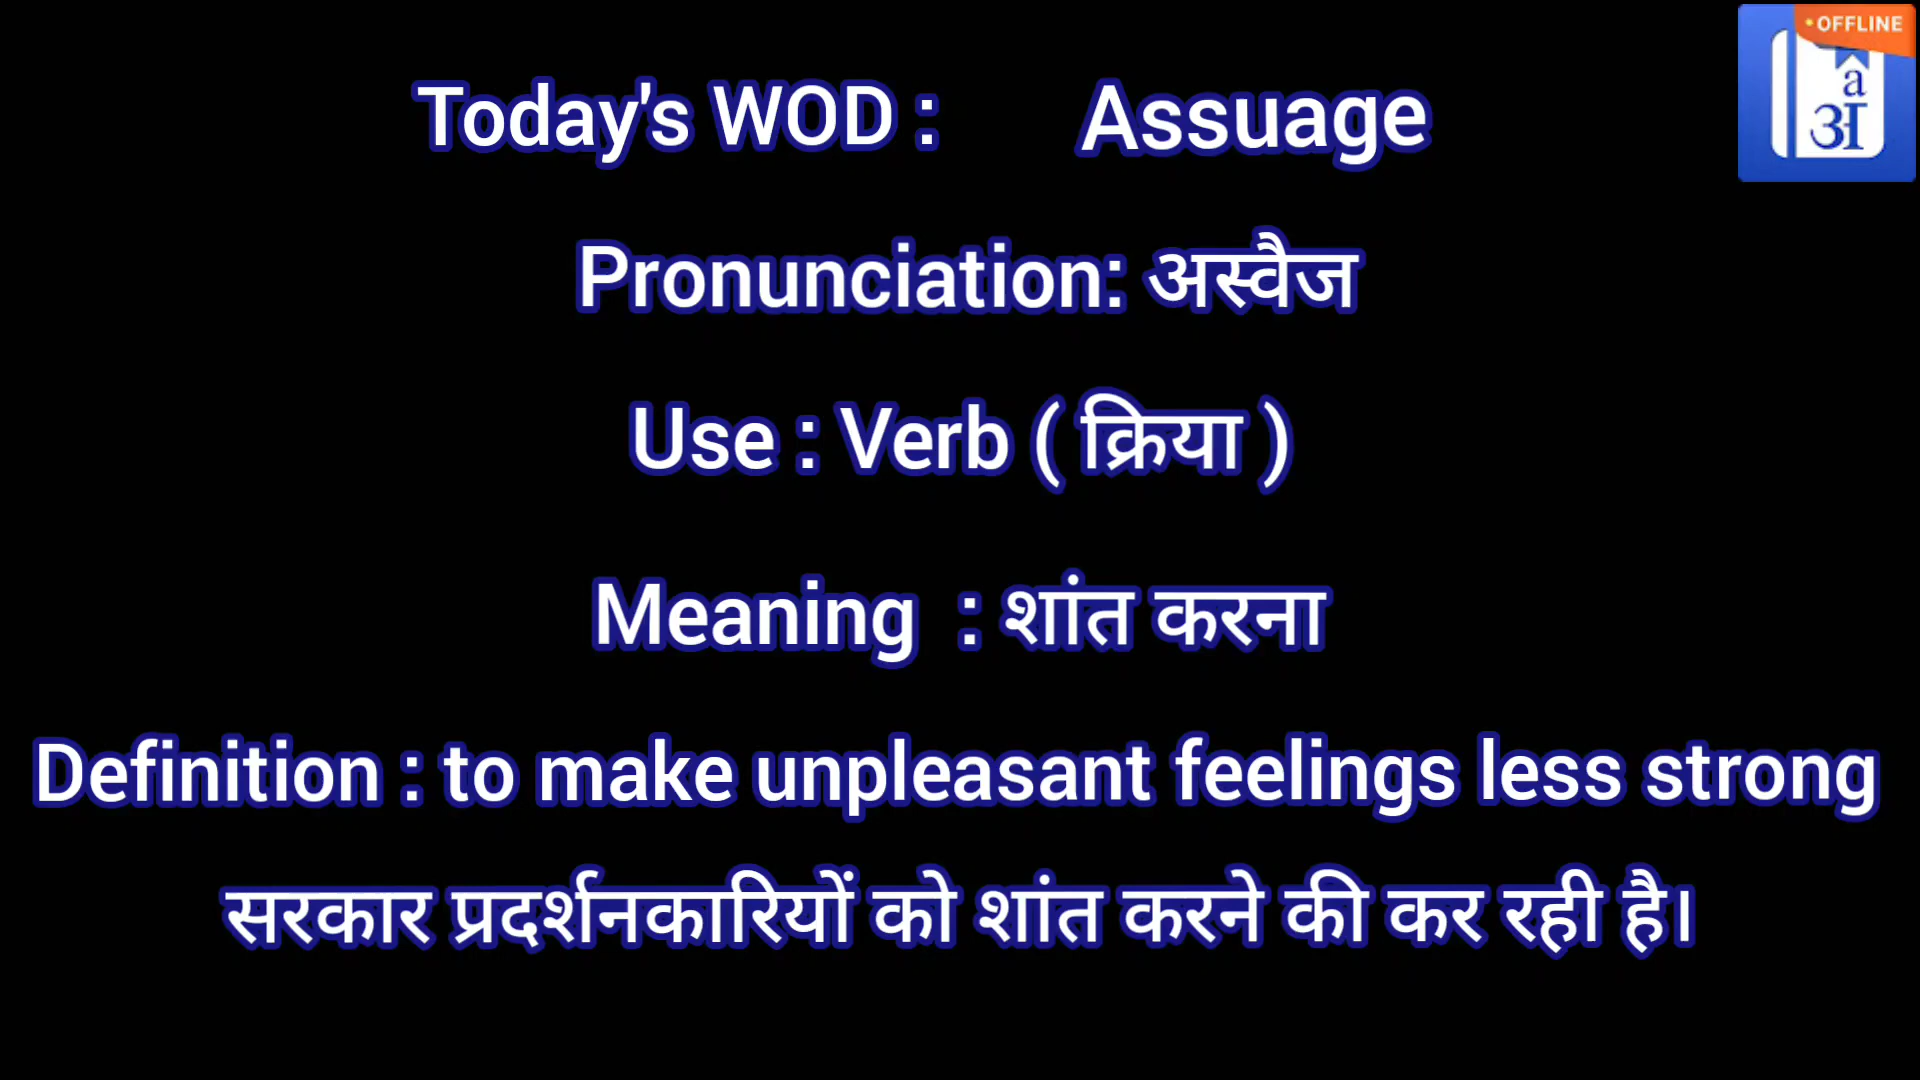 OFFLINE
a
अ
Today's WOD : Assuage
Pronunciation: अस्वैज
Use : Verb ( क्रिया )
Meaning : शांत करना
Definition : to make unpleasant feelings less strong
सरकार प्रदर्शनकारियों को शांत करने की कर रही है।